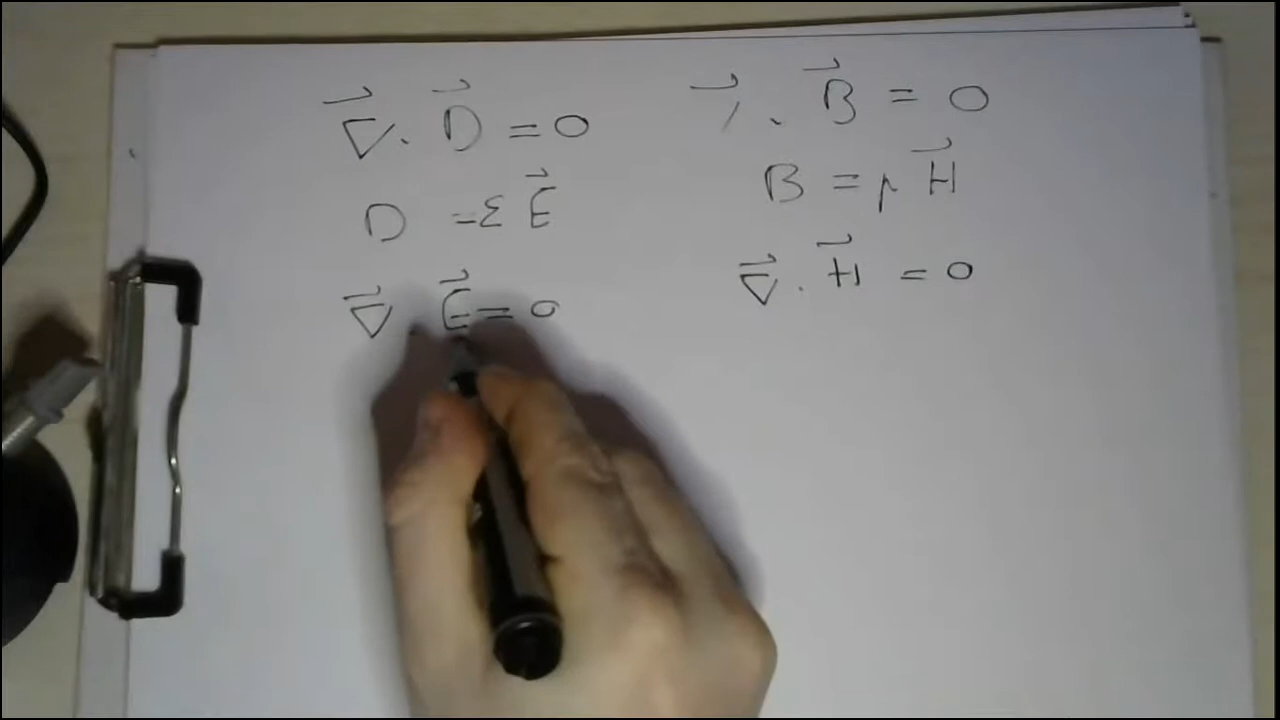 ∇⃗ · D⃗ = 0
D = ε E⃗
∇⃗ E⃗ = 0
· B⃗ = 0
B = μ H⃗
∇⃗ · H⃗ = 0